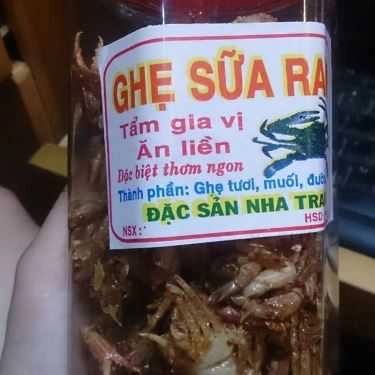 GHẸ SỮA RA
Tẩm gia vị
Ăn liền
Đặc biệt thơm ngon
Thành phần: Ghẹ tươi, muối, đườ
ĐẶC SẢN NHA TRA
NSX:
HSD